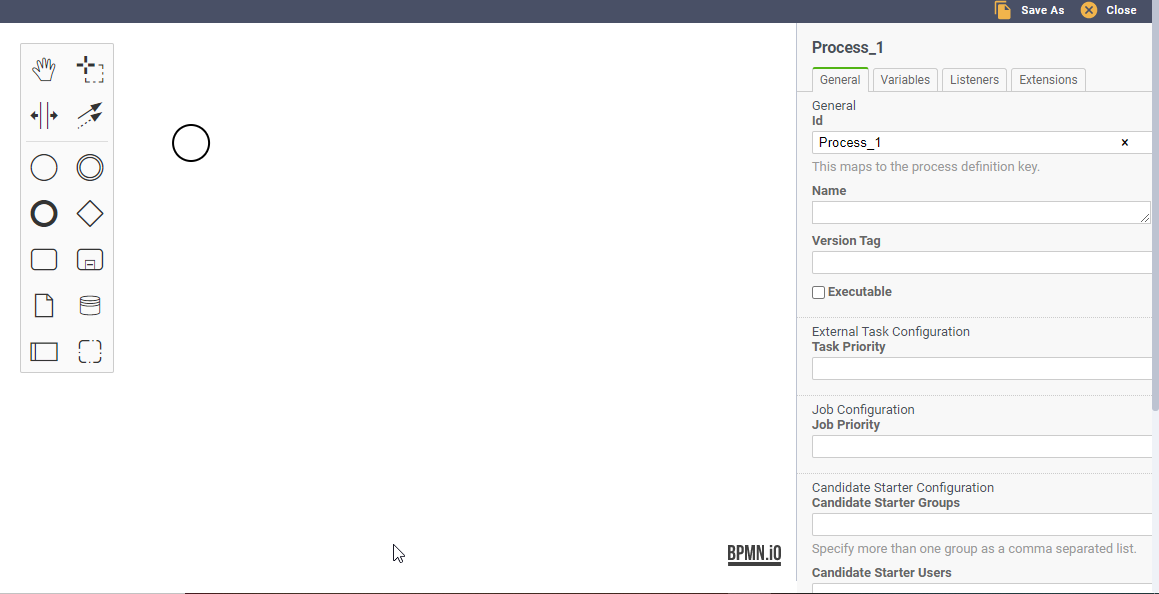 Save As Close
Process_1
General Variables Listeners Extensions
General
Id
Process_1
This maps to the process definition key.
Name
Version Tag
Executable
External Task Configuration
Task Priority
Job Configuration
Job Priority
Candidate Starter Configuration
Candidate Starter Groups
Specify more than one group as a comma separated list.
BPMN.iO
Candidate Starter Users